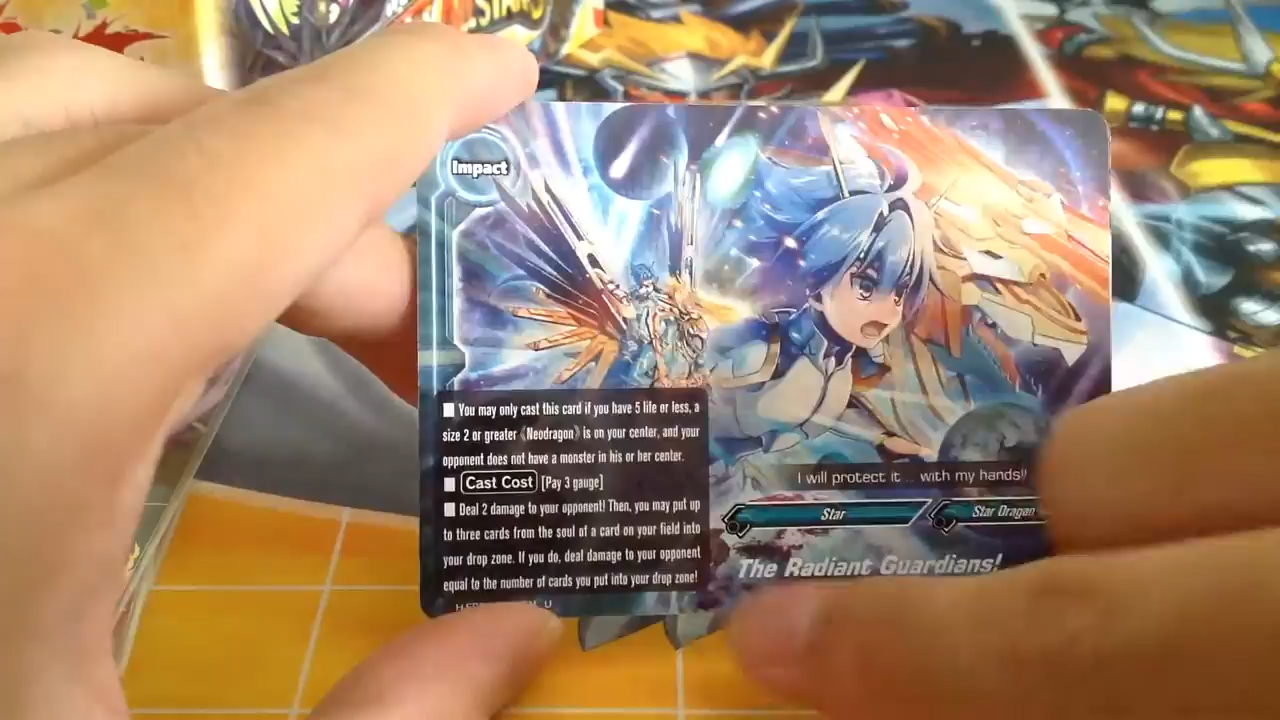 Impact
■ You may only cast this card if you have 5 life or less, a
size 2 or greater《Neodragon》is on your center, and your
opponent does not have a monster in his or her center.
■ Cast Cost [Pay 3 gauge]
■ Deal 2 damage to your opponent! Then, you may put up
to three cards from the soul of a card on your field into
your drop zone. If you do, deal damage to your opponent
equal to the number of cards you put into your drop zone!
I will protect it .. with my hands!!
Star
Star Dragon
The Radiant Guardians!